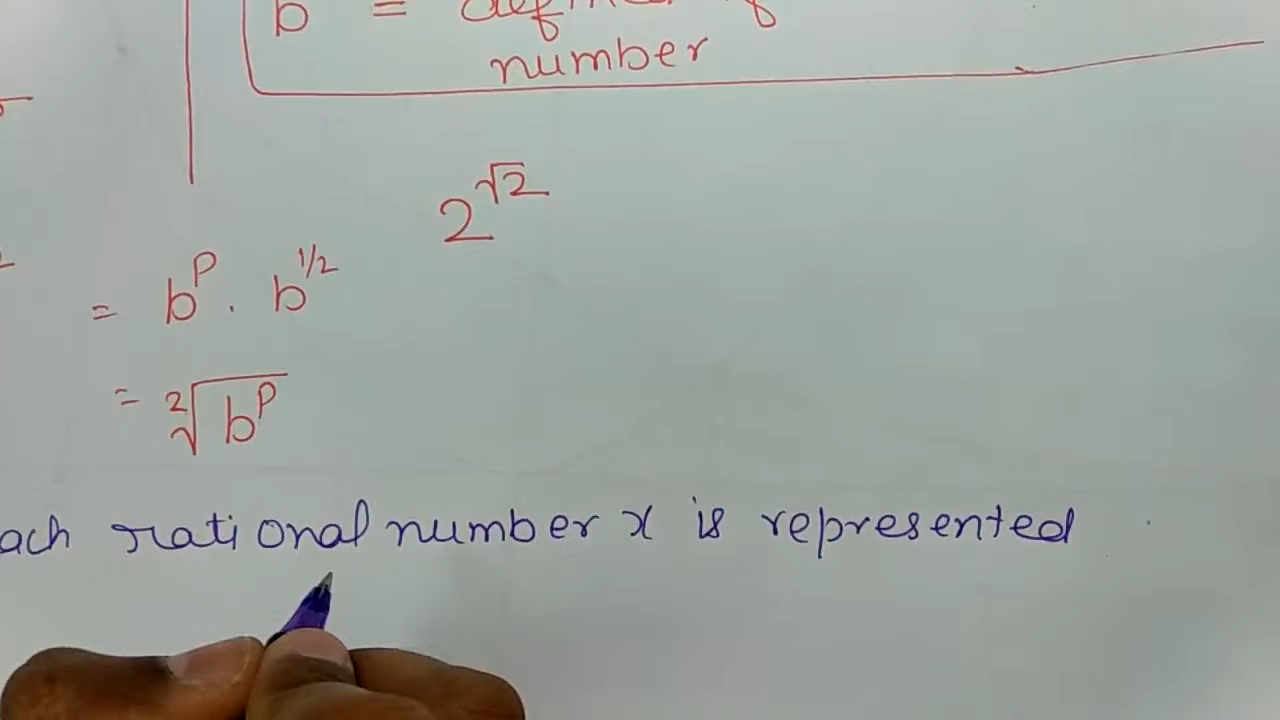 b =
number
2^√2
= b^p . b^1/2
= ²√b^p
ach rational number x is represented